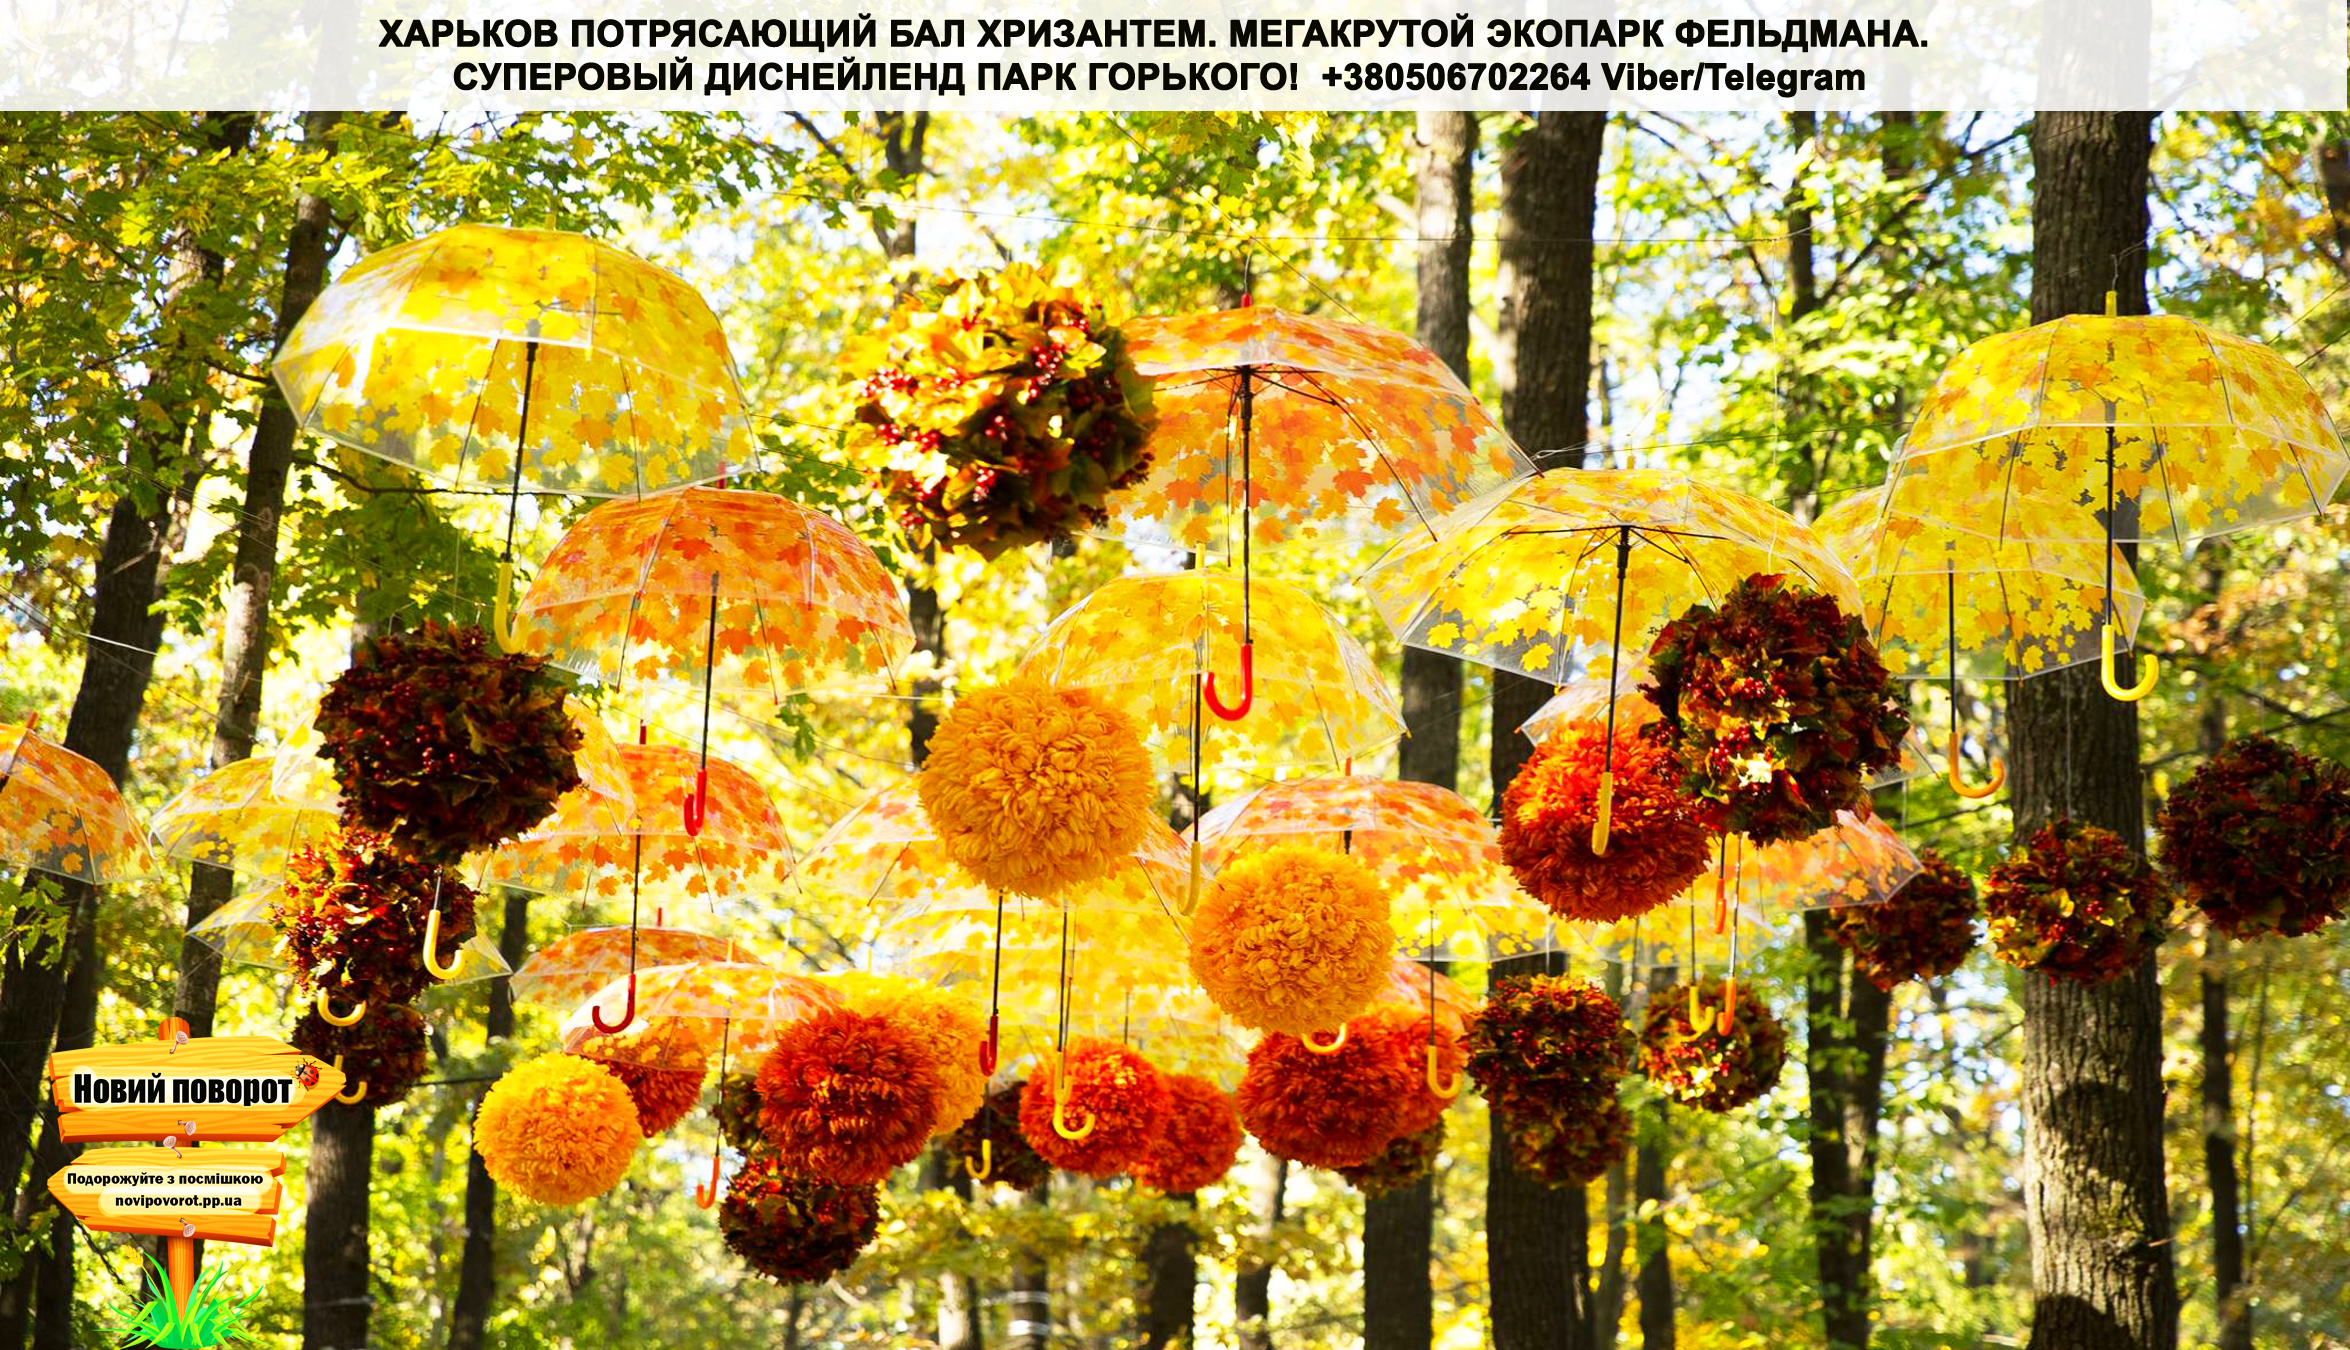 ХАРЬКОВ ПОТРЯСАЮЩИЙ БАЛ ХРИЗАНТЕМ. МЕГАКРУТОЙ ЭКОПАРК ФЕЛЬДМАНА.
СУПЕРОВЫЙ ДИСНЕЙЛЕНД ПАРК ГОРЬКОГО! +380506702264 Viber/Telegram
Новий поворот
Подорожуйте з посмішкою
novipovorot.pp.ua